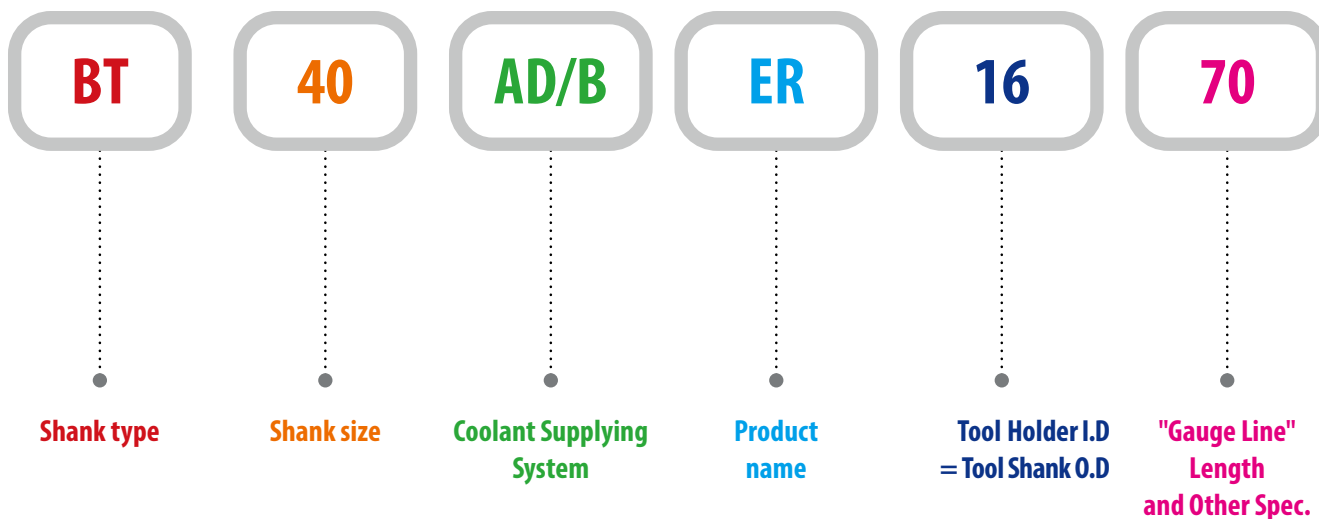 BT
40
AD/B
ER
16
70
Shank type
Shank size
Coolant Supplying
System
Product
name
Tool Holder I.D
= Tool Shank O.D
"Gauge Line"
Length
and Other Spec.